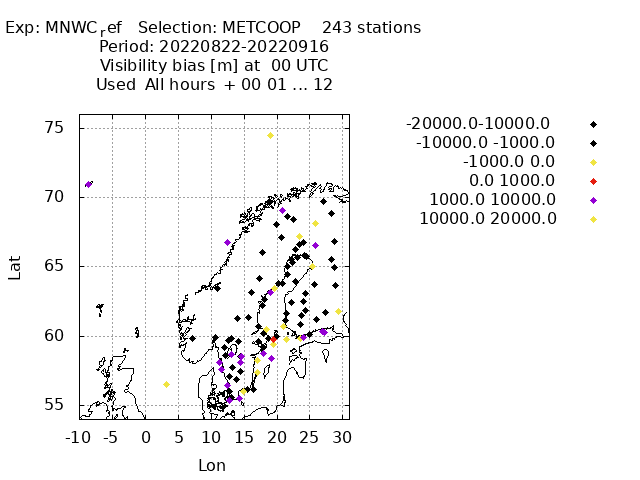 Exp: MNWC_ref Selection: METCOOP 243 stations
Period: 20220822-20220916
Visibility bias [m] at 00 UTC
Used All hours + 00 01 ... 12
-20000.0-10000.0
-10000.0 -1000.0
-1000.0 0.0
0.0 1000.0
1000.0 10000.0
10000.0 20000.0
75
70
65
60
55
Lat
-10 -5 0 5 10 15 20 25 30
Lon